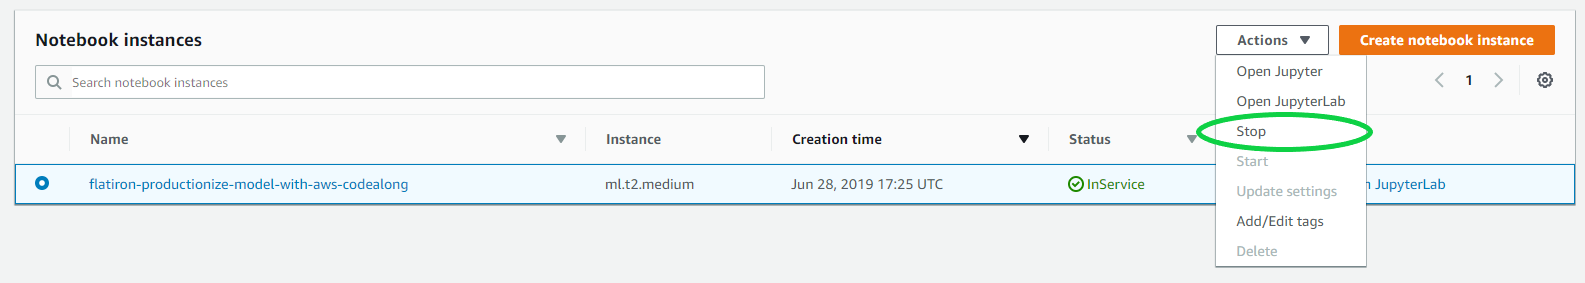 Notebook instances
Actions
Create notebook instance
Search notebook instances
1
Open Jupyter
Open JupyterLab
Stop
Start
Update settings
Add/Edit tags
Delete
Name
Instance
Creation time
Status
flatiron-productionize-model-with-aws-codealong
ml.t2.medium
Jun 28, 2019 17:25 UTC
InService
JupyterLab